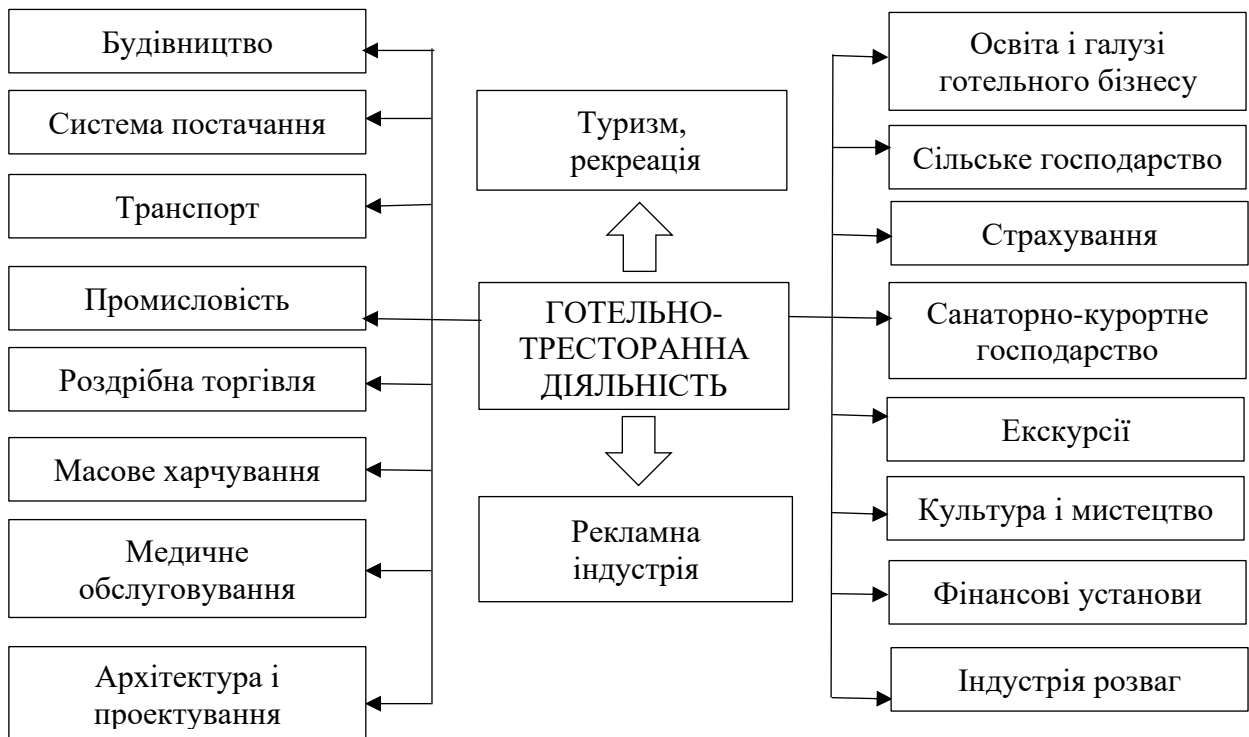 Будівництво
Система постачання
Транспорт
Промисловість
Роздрібна торгівля
Масове харчування
Медичне
обслуговування
Архітектура і
проектування
Туризм,
рекреація
ГОТЕЛЬНО-
ТРЕСТОРАННА
ДІЯЛЬНІСТЬ
Рекламна
індустрія
Освіта і галузі
готельного бізнесу
Сільське господарство
Страхування
Санаторно-курортне
господарство
Екскурсії
Культура і мистецтво
Фінансові установи
Індустрія розваг